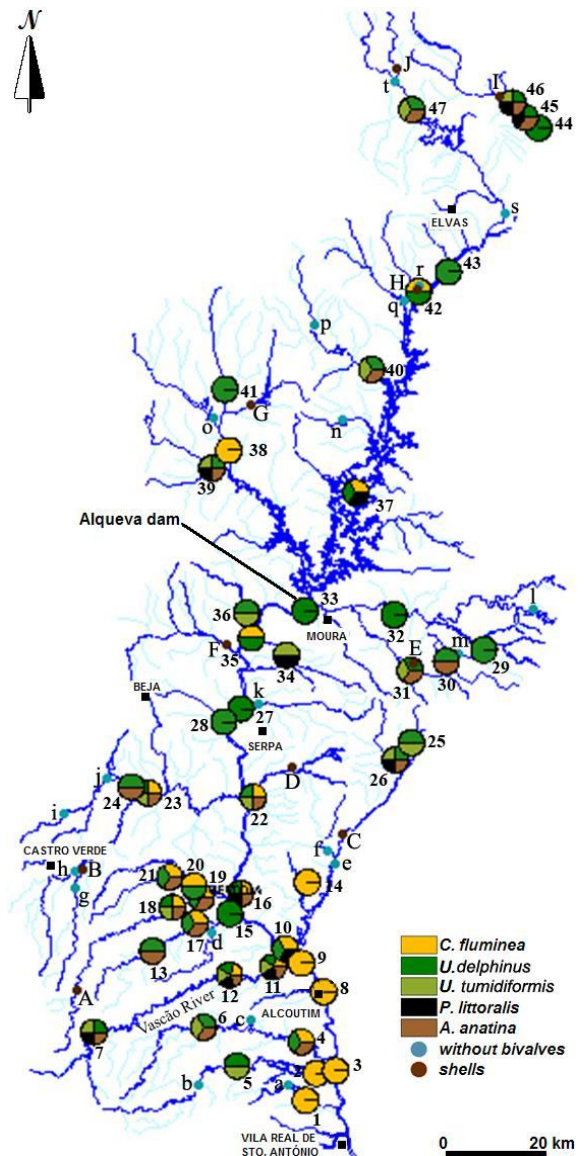 N
J
t
I
46
45
44
47
s
ELVAS
43
r
H
q
42
p
40
41
G
o
n
38
39
37
Alqueva dam
33
36
MOURA
32
l
F
35
34
E
m
29
31
30
BEJA
k
27
28
SERPA
25
26
D
j
24
23
22
i
C
f
e
CASTRO VERDE
h
B
g
21
20
19
14
18
16
15
17
d
13
10
9
11
12
A
Vascão River
8
ALCOUTIM
c
7
6
4
5
2
3
b
a
1
VILA REAL DE
STO. ANTÓNIO
C. fluminea
U. delphinus
U. tumidiformis
P. littoralis
A. anatina
without bivalves
shells
0 20 km